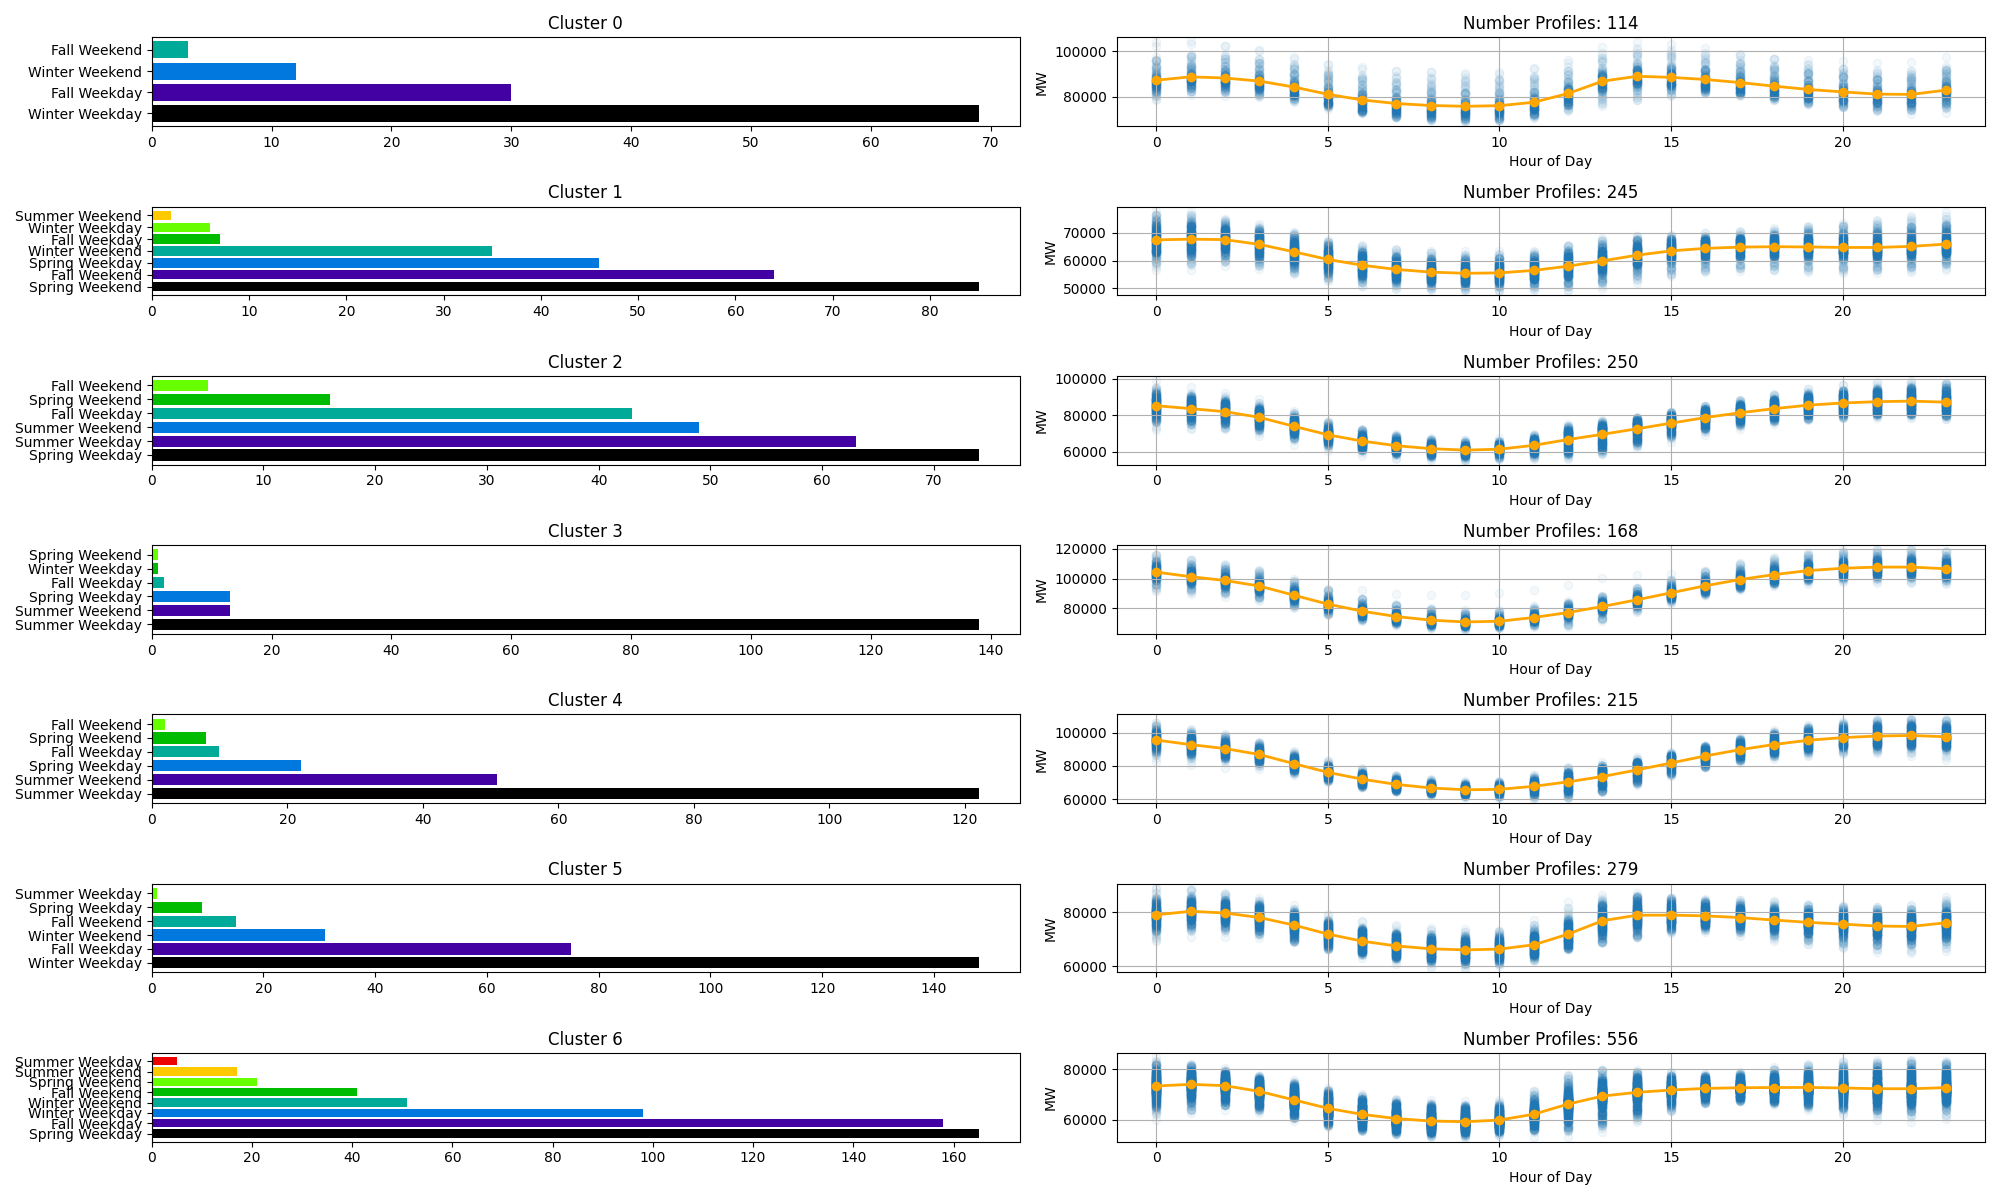 Cluster 0
Number Profiles: 114
Fall Weekend
Winter Weekend
Fall Weekday
Winter Weekday
0 10 20 30 40 50 60 70
100000
80000
MW
0 5 10 15 20
Hour of Day
Cluster 1
Number Profiles: 245
Summer Weekend
Winter Weekday
Fall Weekday
Winter Weekend
Spring Weekday
Fall Weekend
Spring Weekend
0 10 20 30 40 50 60 70 80
70000
60000
50000
MW
0 5 10 15 20
Hour of Day
Cluster 2
Number Profiles: 250
Fall Weekend
Spring Weekend
Fall Weekday
Summer Weekend
Summer Weekday
Spring Weekday
0 10 20 30 40 50 60 70
100000
80000
60000
MW
0 5 10 15 20
Hour of Day
Cluster 3
Number Profiles: 168
Spring Weekend
Winter Weekday
Fall Weekday
Spring Weekday
Summer Weekend
Summer Weekday
0 20 40 60 80 100 120 140
120000
100000
80000
MW
0 5 10 15 20
Hour of Day
Cluster 4
Number Profiles: 215
Fall Weekend
Spring Weekend
Fall Weekday
Spring Weekday
Summer Weekend
Summer Weekday
0 20 40 60 80 100 120
100000
80000
60000
MW
0 5 10 15 20
Hour of Day
Cluster 5
Number Profiles: 279
Summer Weekday
Spring Weekday
Fall Weekend
Winter Weekend
Fall Weekday
Winter Weekday
0 20 40 60 80 100 120 140
80000
60000
MW
0 5 10 15 20
Hour of Day
Cluster 6
Number Profiles: 556
Summer Weekday
Summer Weekend
Spring Weekend
Fall Weekend
Winter Weekend
Winter Weekday
Fall Weekday
Spring Weekday
0 20 40 60 80 100 120 140 160
80000
60000
MW
0 5 10 15 20
Hour of Day